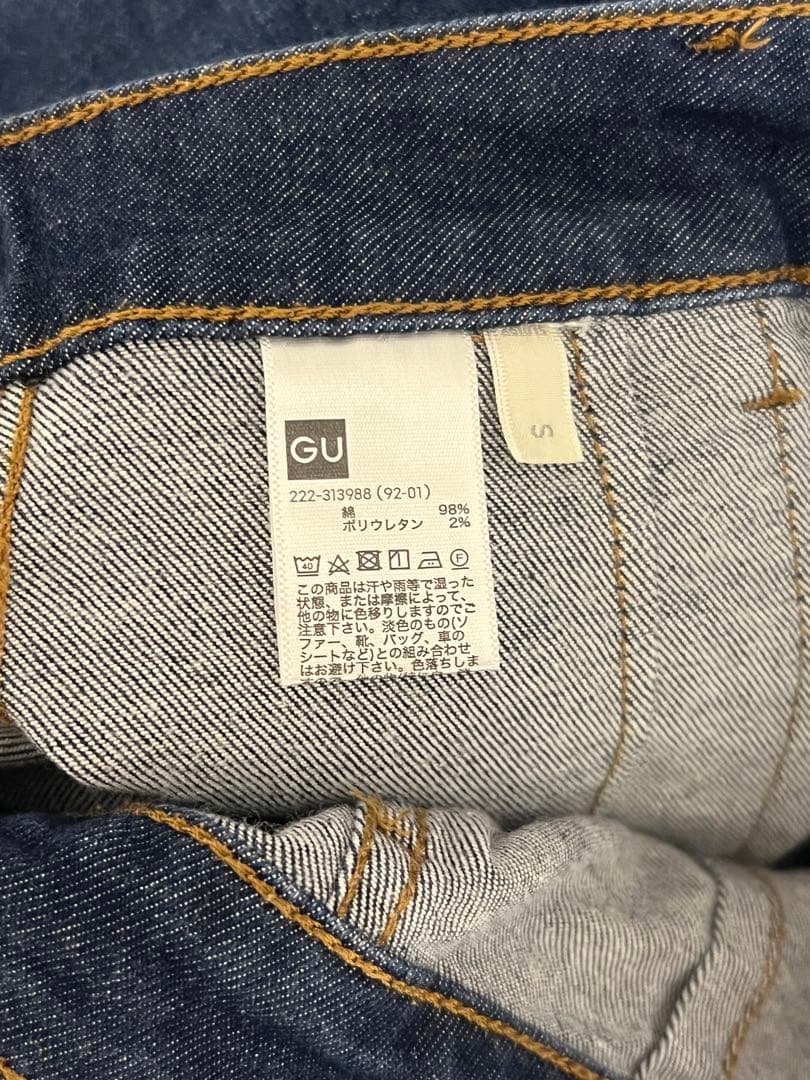 GU
S
222-313988 (92-01)
綿 98%
ポリウレタン 2%
40 F
この商品は汗や雨等で湿った
状態、または摩擦によって、
他の物に色移りしますのでご
注意下さい。淡色のもの(ソ
ファー、靴、バッグ、車の
シートなど)との組み合わせ
はお避け下さい。色落ちしま